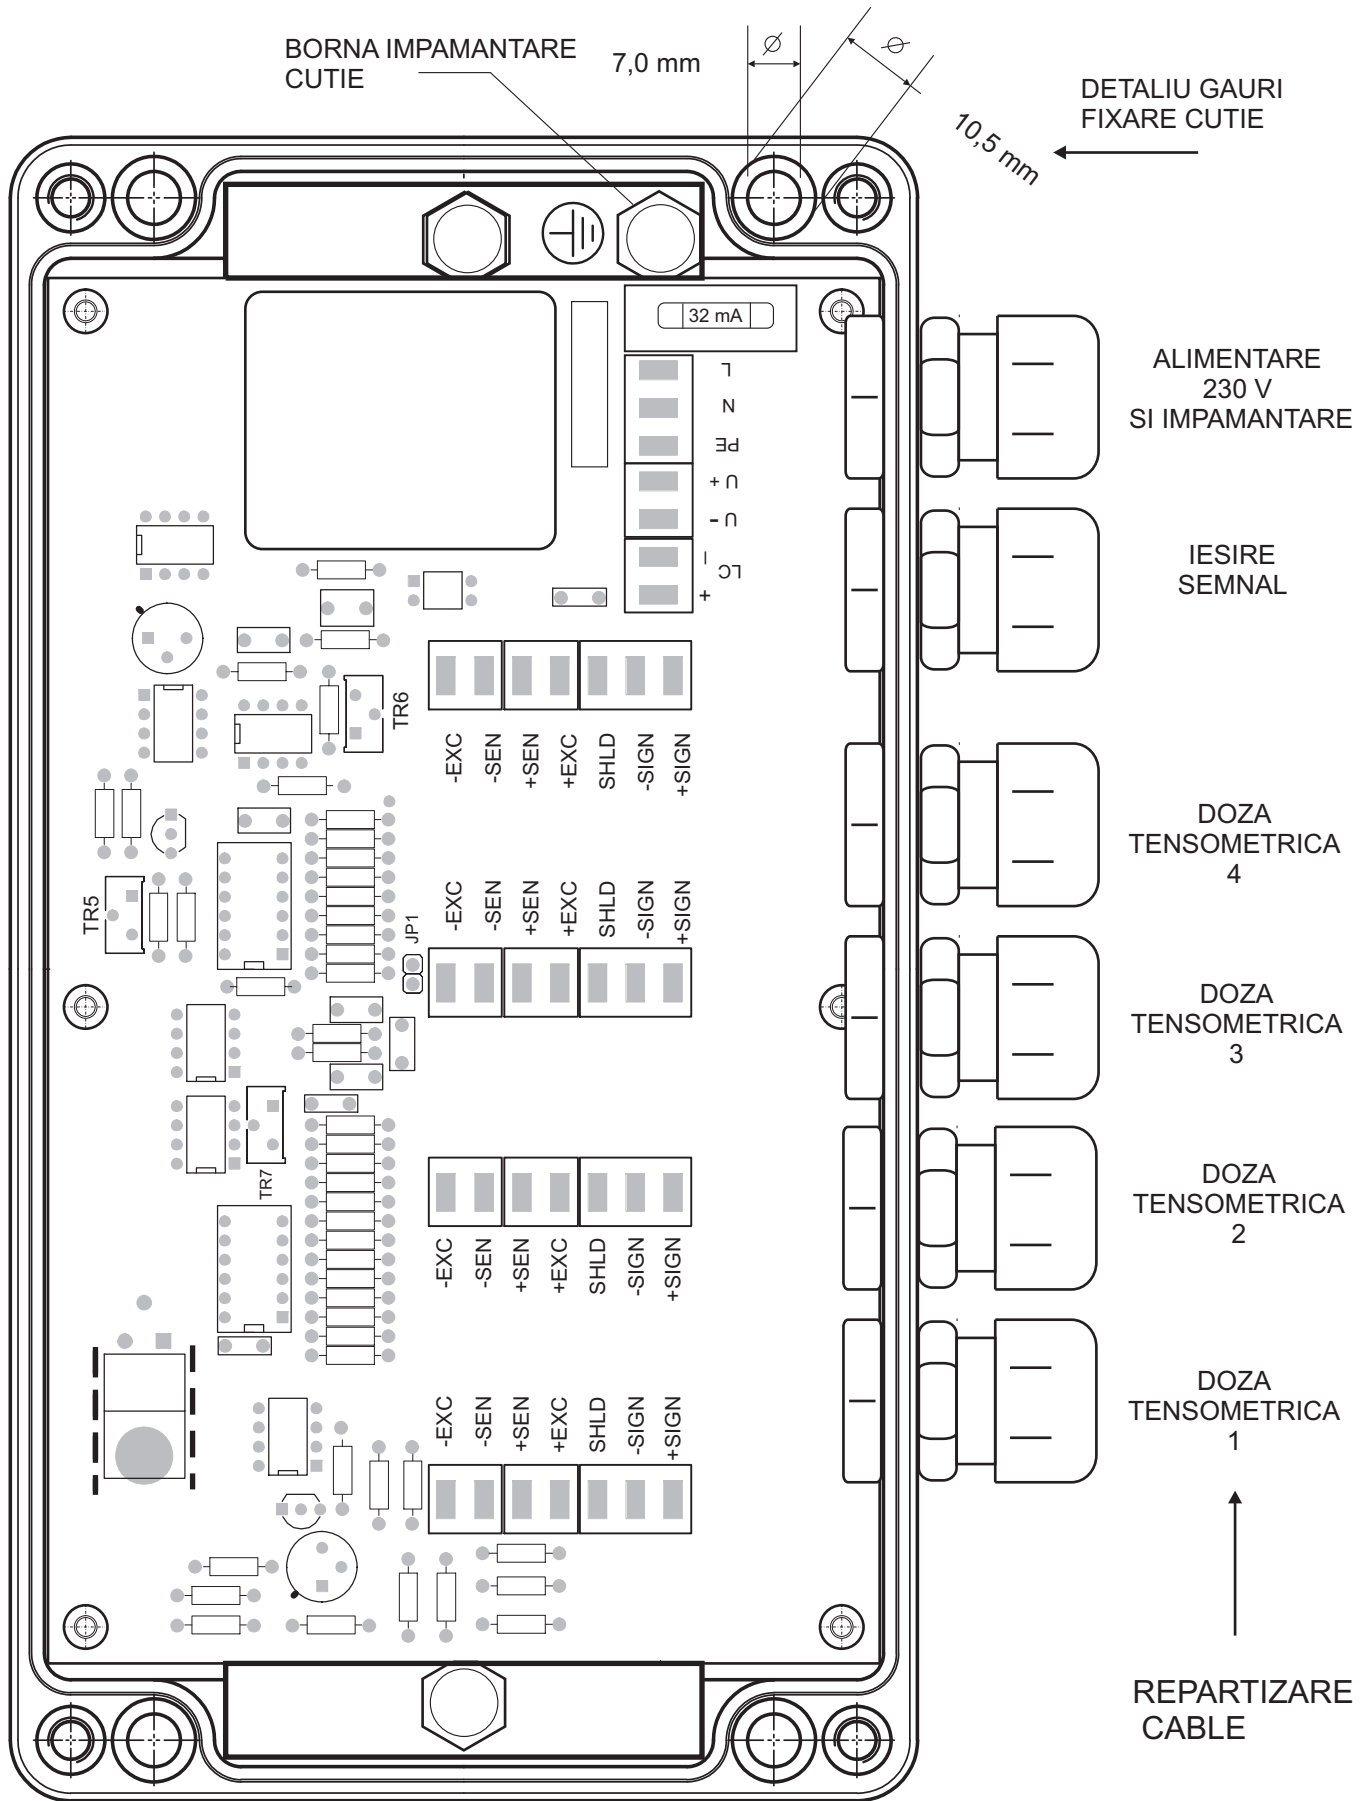 BORNA IMPAMANTARE
CUTIE
7,0 mm
Ø
Ø
10,5 mm
DETALIU GAURI
FIXARE CUTIE
32 mA
L
N
PE
U +
U -
LC
-
+
ALIMENTARE
230 V
SI IMPAMANTARE
IESIRE
SEMNAL
TR6
-EXC
-SEN
+SEN
+EXC
SHLD
-SIGN
+SIGN
DOZA
TENSOMETRICA
4
TR5
JP1
-EXC
-SEN
+SEN
+EXC
SHLD
-SIGN
+SIGN
DOZA
TENSOMETRICA
3
TR7
-EXC
-SEN
+SEN
+EXC
SHLD
-SIGN
+SIGN
DOZA
TENSOMETRICA
2
-EXC
-SEN
+SEN
+EXC
SHLD
-SIGN
+SIGN
DOZA
TENSOMETRICA
1
REPARTIZARE
CABLE